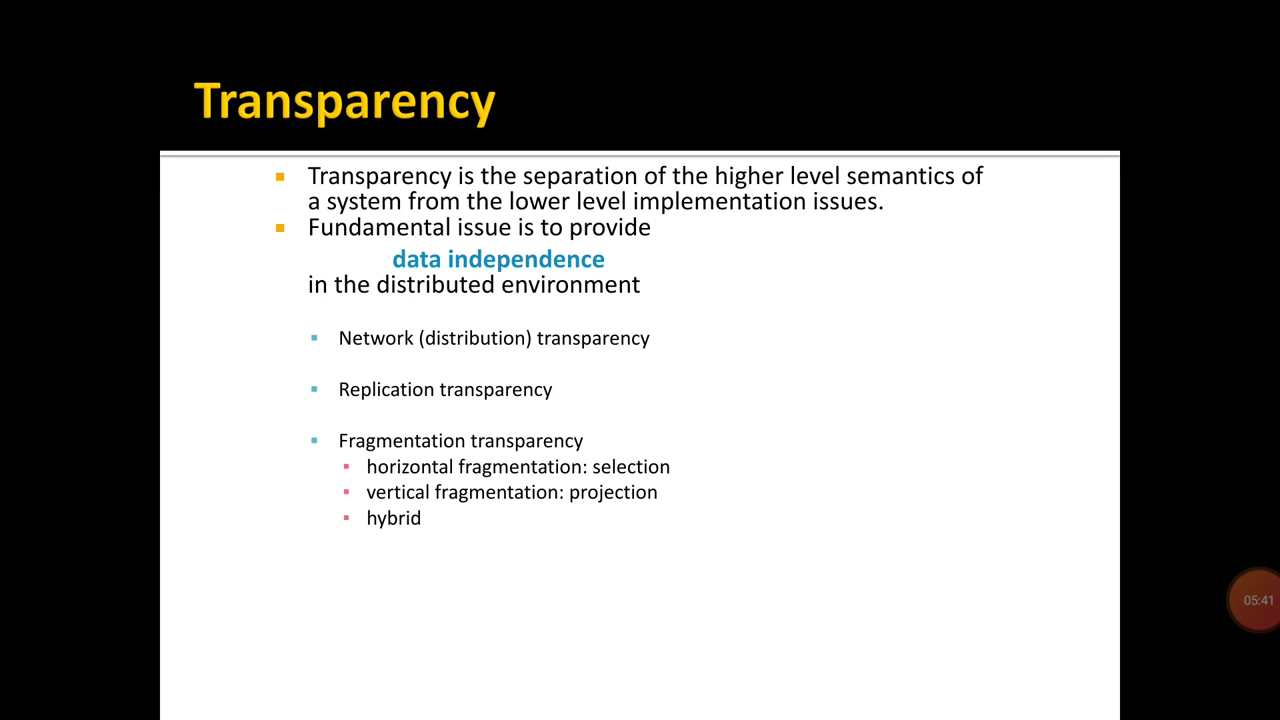 Transparency
Transparency is the separation of the higher level semantics of
a system from the lower level implementation issues.
Fundamental issue is to provide
data independence
in the distributed environment
Network (distribution) transparency
Replication transparency
Fragmentation transparency
horizontal fragmentation: selection
vertical fragmentation: projection
hybrid
05:41